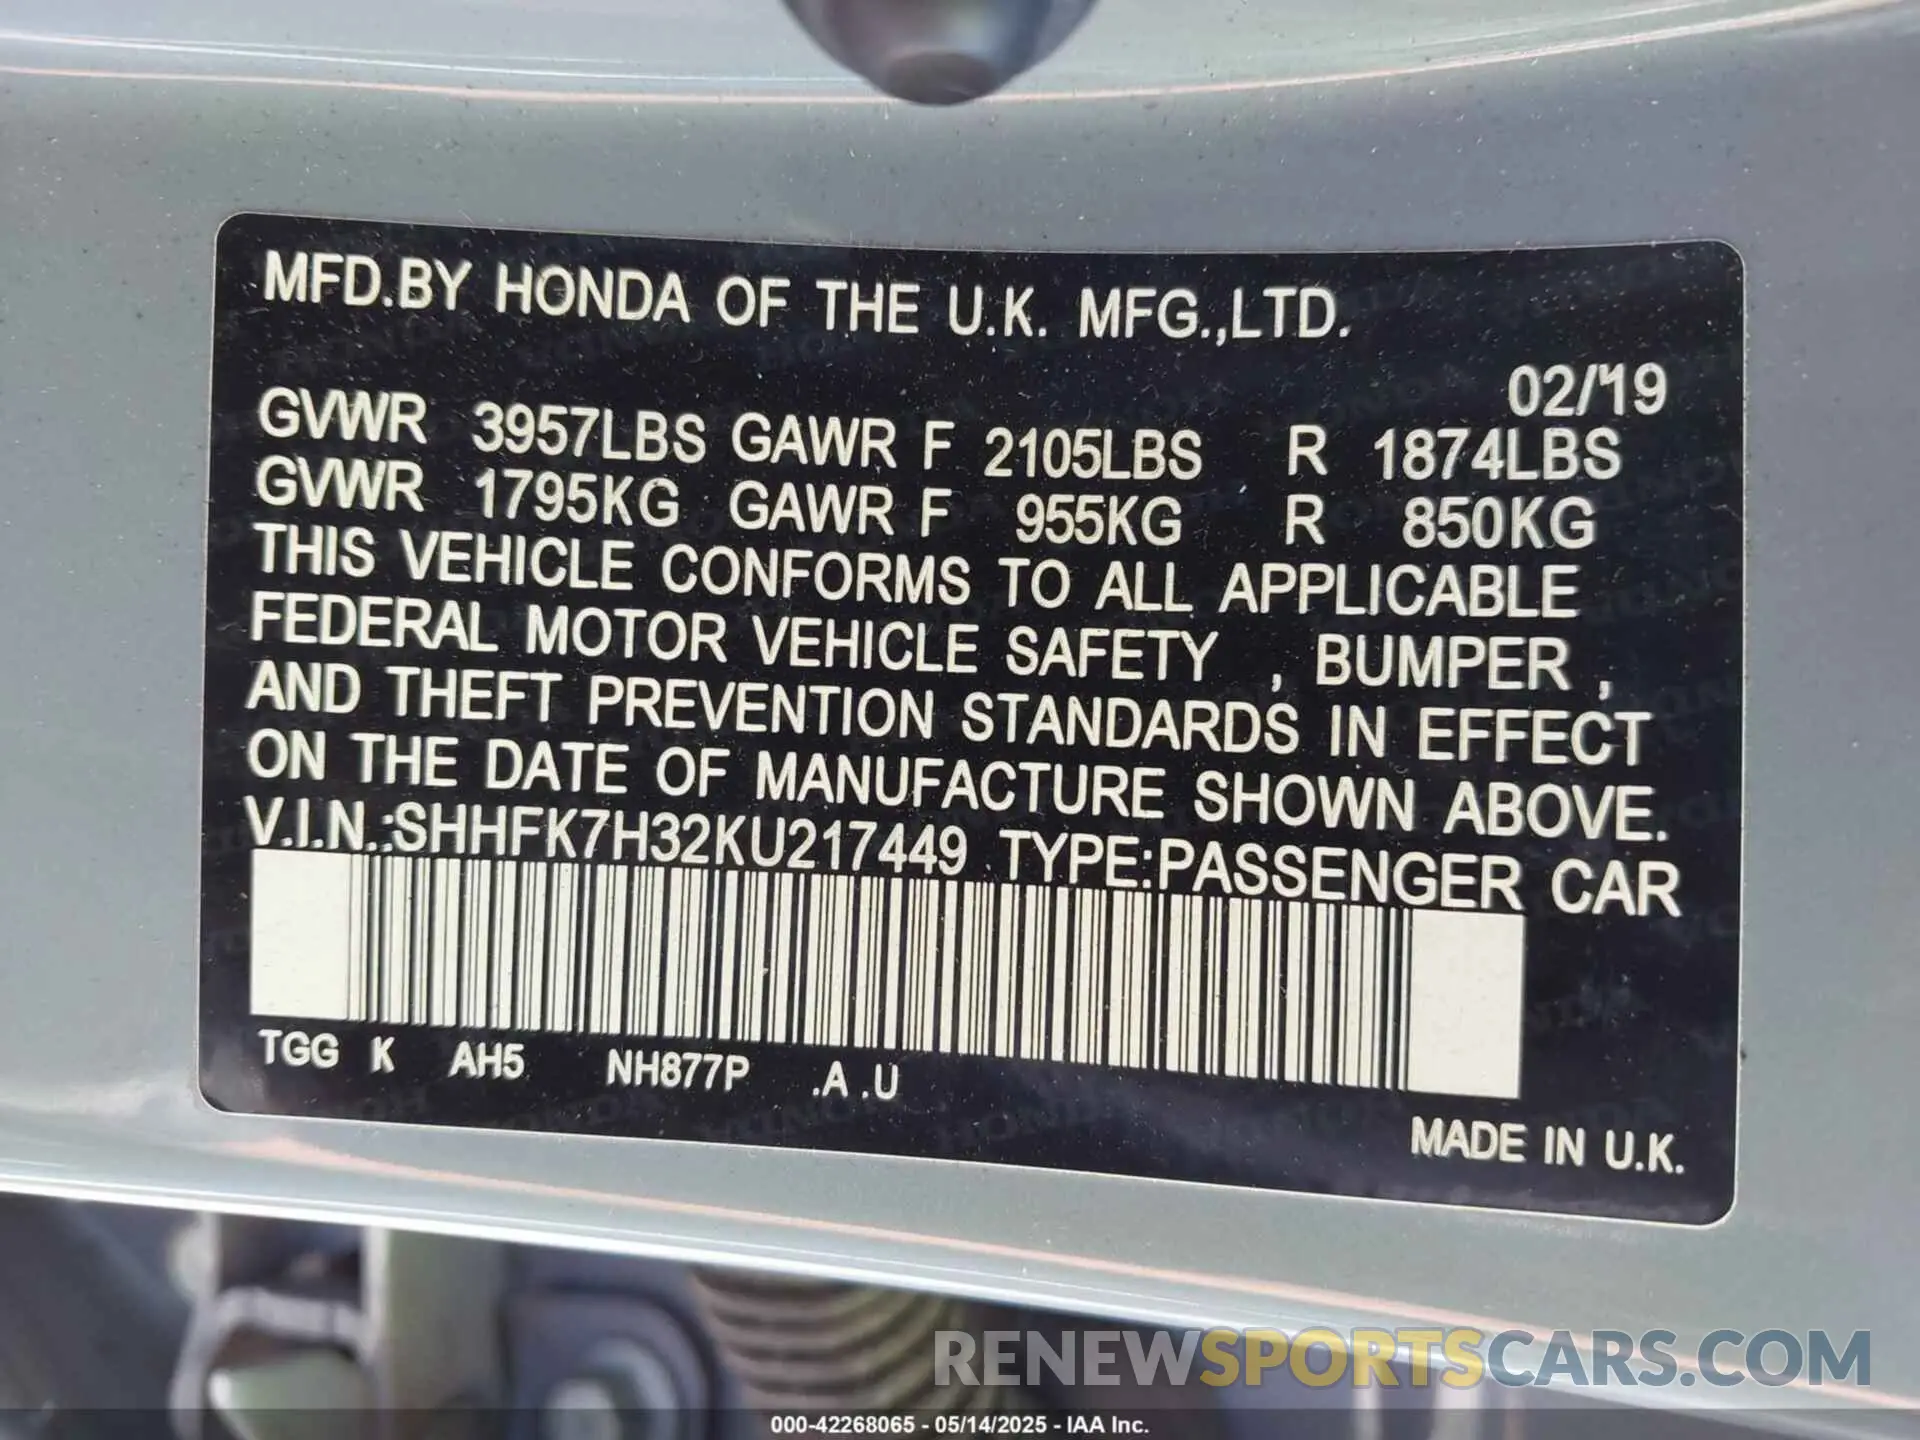 MFD.BY HONDA OF THE U.K. MFG.,LTD.
02/'19
GVWR 3957LBS GAWR F 2105LBS R 1874LBS
GVWR 1795KG GAWR F 955KG R 850KG
THIS VEHICLE CONFORMS TO ALL APPLICABLE
FEDERAL MOTOR VEHICLE SAFETY , BUMPER ,
AND THEFT PREVENTION STANDARDS IN EFFECT
ON THE DATE OF MANUFACTURE SHOWN ABOVE.
V.I.N.:SHHFK7H32KU217449 TYPE:PASSENGER CAR
TGG K AH5 NH877P .A .U
MADE IN U.K.
RENEWSPORTSCARS.COM
000-42268065 - 05/14/2025 - IAA Inc.